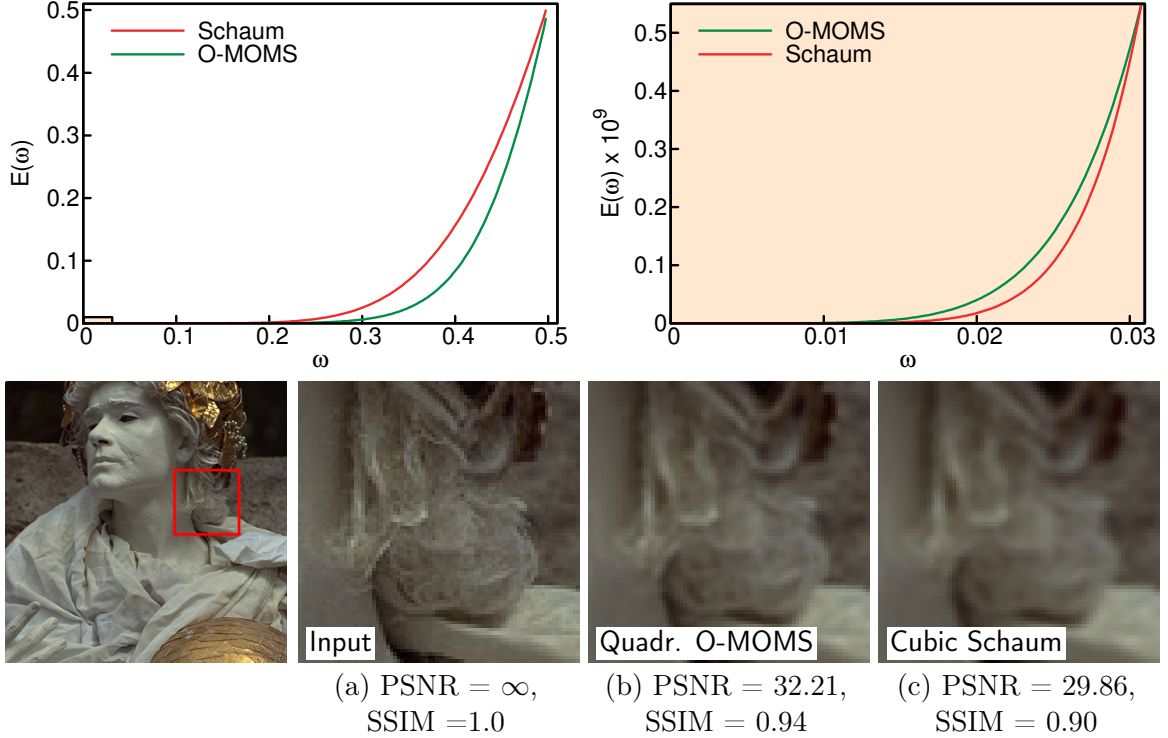 0.5
0.4
0.3
0.2
0.1
0
E(ω)
Schaum
O-MOMS
0 0.1 0.2 0.3 0.4 0.5
ω
0.5
0.4
0.3
0.2
0.1
0
E(ω) x 10⁹
O-MOMS
Schaum
0 0.01 0.02 0.03
ω
Input
Quadr. O-MOMS
Cubic Schaum
(a) PSNR = ∞,
SSIM =1.0
(b) PSNR = 32.21,
SSIM = 0.94
(c) PSNR = 29.86,
SSIM = 0.90